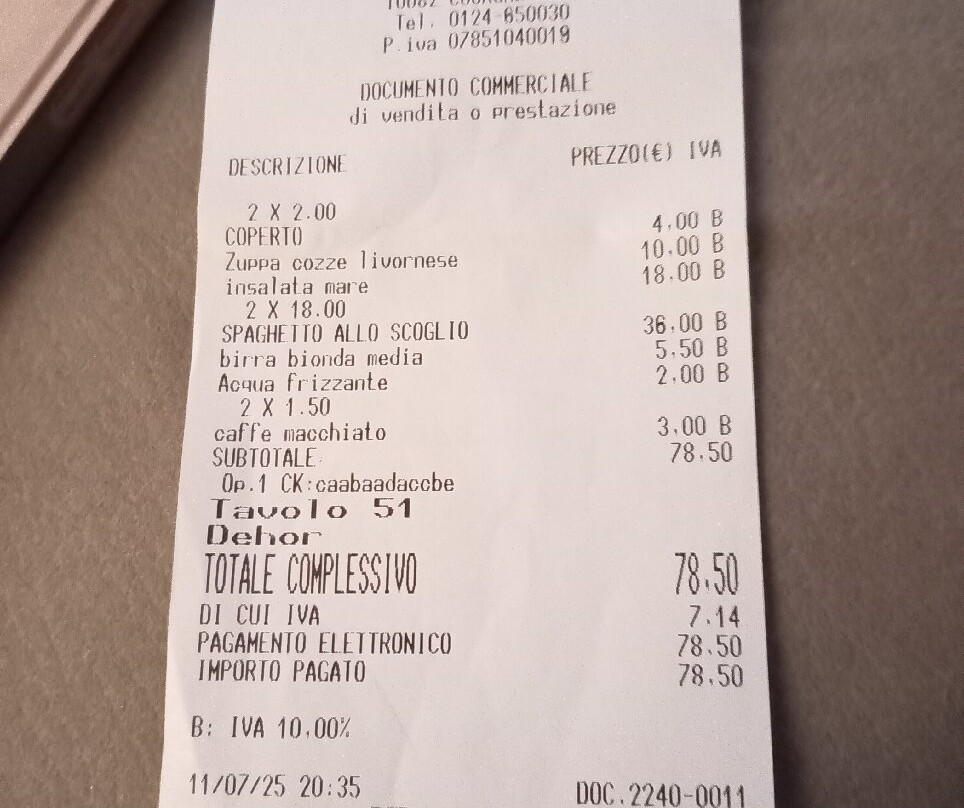 Tel. 0124-650030
P.iva 07851040019
DOCUMENTO COMMERCIALE
di vendita o prestazione
DESCRIZIONE PREZZO(€) IVA
2 X 2.00
COPERTO 4,00 B
Zuppa cozze livornese 10.00 B
insalata mare 18,00 B
2 X 18.00
SPAGHETTO ALLO SCOGLIO 36,00 B
birra bionda media 5,50 B
Acqua frizzante 2,00 B
2 X 1.50
caffe macchiato 3,00 B
SUBTOTALE 78,50
Op.1 CK:caabaadaccbe
Tavolo 51
Dehor
TOTALE COMPLESSIVO 78,50
DI CUI IVA 7,14
PAGAMENTO ELETTRONICO 78,50
IMPORTO PAGATO 78,50
B: IVA 10,00%
11/07/25 20:35 DOC.2240-0011